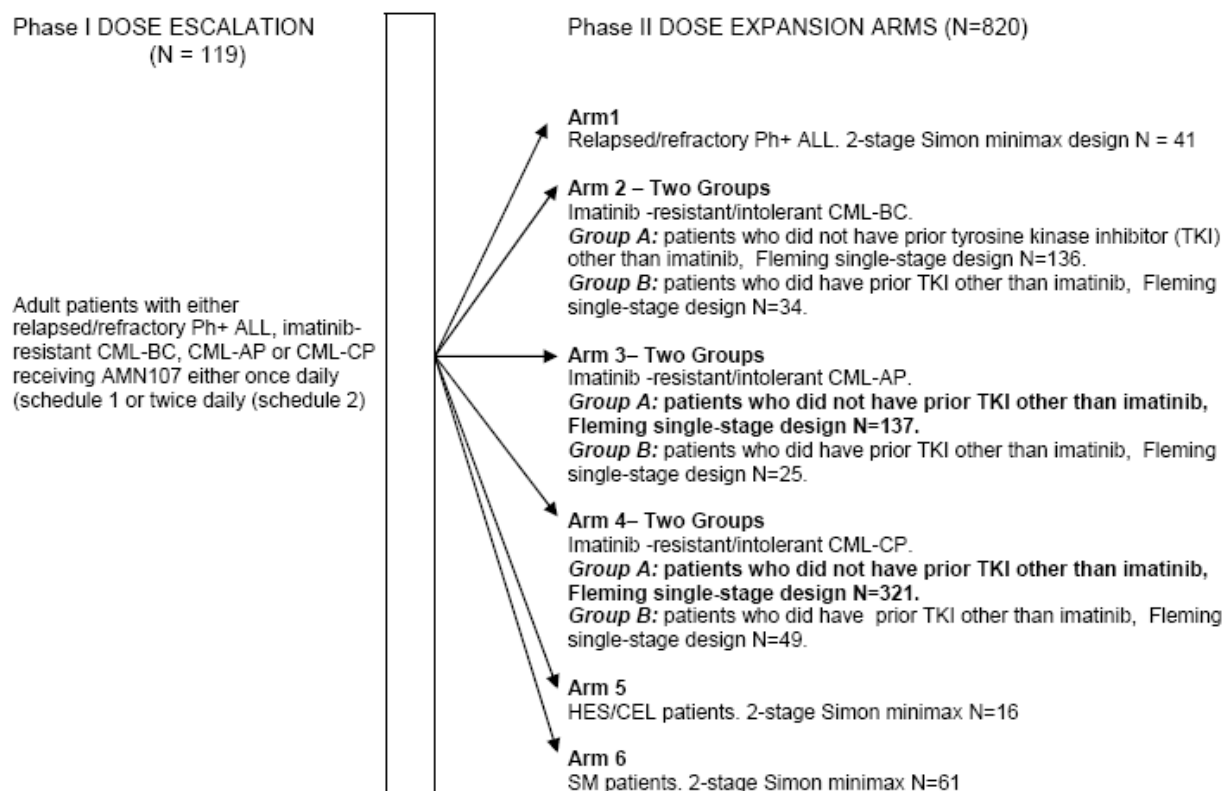 Phase I DOSE ESCALATION
(N = 119)
Adult patients with either
relapsed/refractory Ph+ ALL, imatinib-
resistant CML-BC, CML-AP or CML-CP
receiving AMN107 either once daily
(schedule 1 or twice daily (schedule 2)
Phase II DOSE EXPANSION ARMS (N=820)
Arm1
Relapsed/refractory Ph+ ALL. 2-stage Simon minimax design N = 41
Arm 2 – Two Groups
Imatinib -resistant/intolerant CML-BC.
Group A: patients who did not have prior tyrosine kinase inhibitor (TKI)
other than imatinib, Fleming single-stage design N=136.
Group B: patients who did have prior TKI other than imatinib, Fleming
single-stage design N=34.
Arm 3– Two Groups
Imatinib -resistant/intolerant CML-AP.
Group A: patients who did not have prior TKI other than imatinib,
Fleming single-stage design N=137.
Group B: patients who did have prior TKI other than imatinib, Fleming
single-stage design N=25.
Arm 4– Two Groups
Imatinib -resistant/intolerant CML-CP.
Group A: patients who did not have prior TKI other than imatinib,
Fleming single-stage design N=321.
Group B: patients who did have prior TKI other than imatinib, Fleming
single-stage design N=49.
Arm 5
HES/CEL patients. 2-stage Simon minimax N=16
Arm 6
SM patients. 2-stage Simon minimax N=61